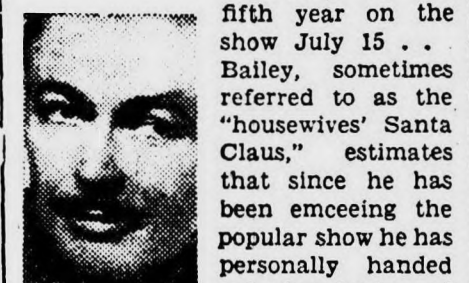 fifth year on the
show July 15 . .
Bailey, sometimes
referred to as the
"housewives' Santa
Claus," estimates
that since he has
been emceeing the
popular show he has
personally handed